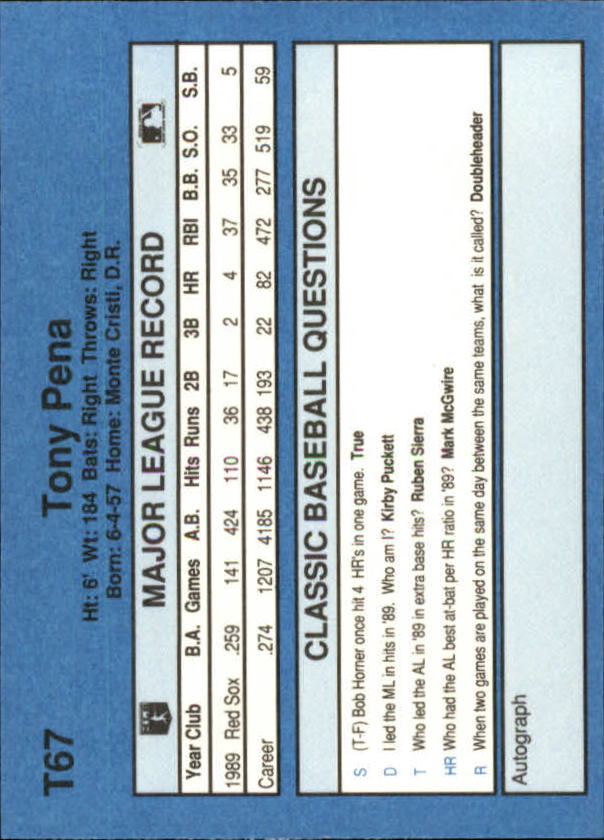 T67
Tony Pena
Ht: 6' Wt: 184 Bats: Right Throws: Right
Born: 6-4-57 Home: Monte Cristi, D.R.
MAJOR LEAGUE RECORD
Year Club B.A. Games A.B. Hits Runs 2B 3B HR RBI B.B. S.O. S.B.
1989 Red Sox .259 141 424 110 36 17 2 4 37 35 33 5
Career .274 1207 4185 1146 438 193 22 82 472 277 519 59
CLASSIC BASEBALL QUESTIONS
S (T-F) Bob Horner once hit 4 HR's in one game. True
D I led the ML in hits in '89. Who am I? Kirby Puckett
T Who led the AL in '89 in extra base hits? Ruben Sierra
HR Who had the AL best at-bat per HR ratio in '89? Mark McGwire
R When two games are played on the same day between the same teams, what is it called? Doubleheader
Autograph